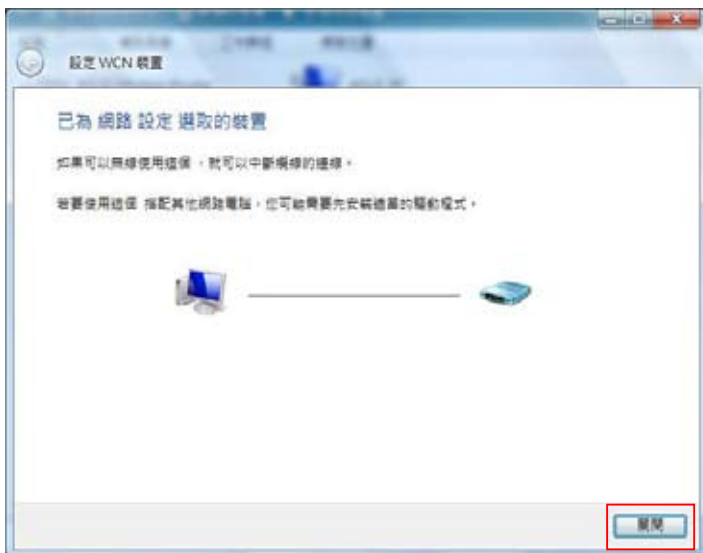 設定 WCN 裝置
已為 網路 設定 選取的裝置
如果可以無線使用這個 ，就可以中斷纜線的連線。
若要使用這個 搭配其他網路電腦，您可能需要先安裝適當的驅動程式。
關閉